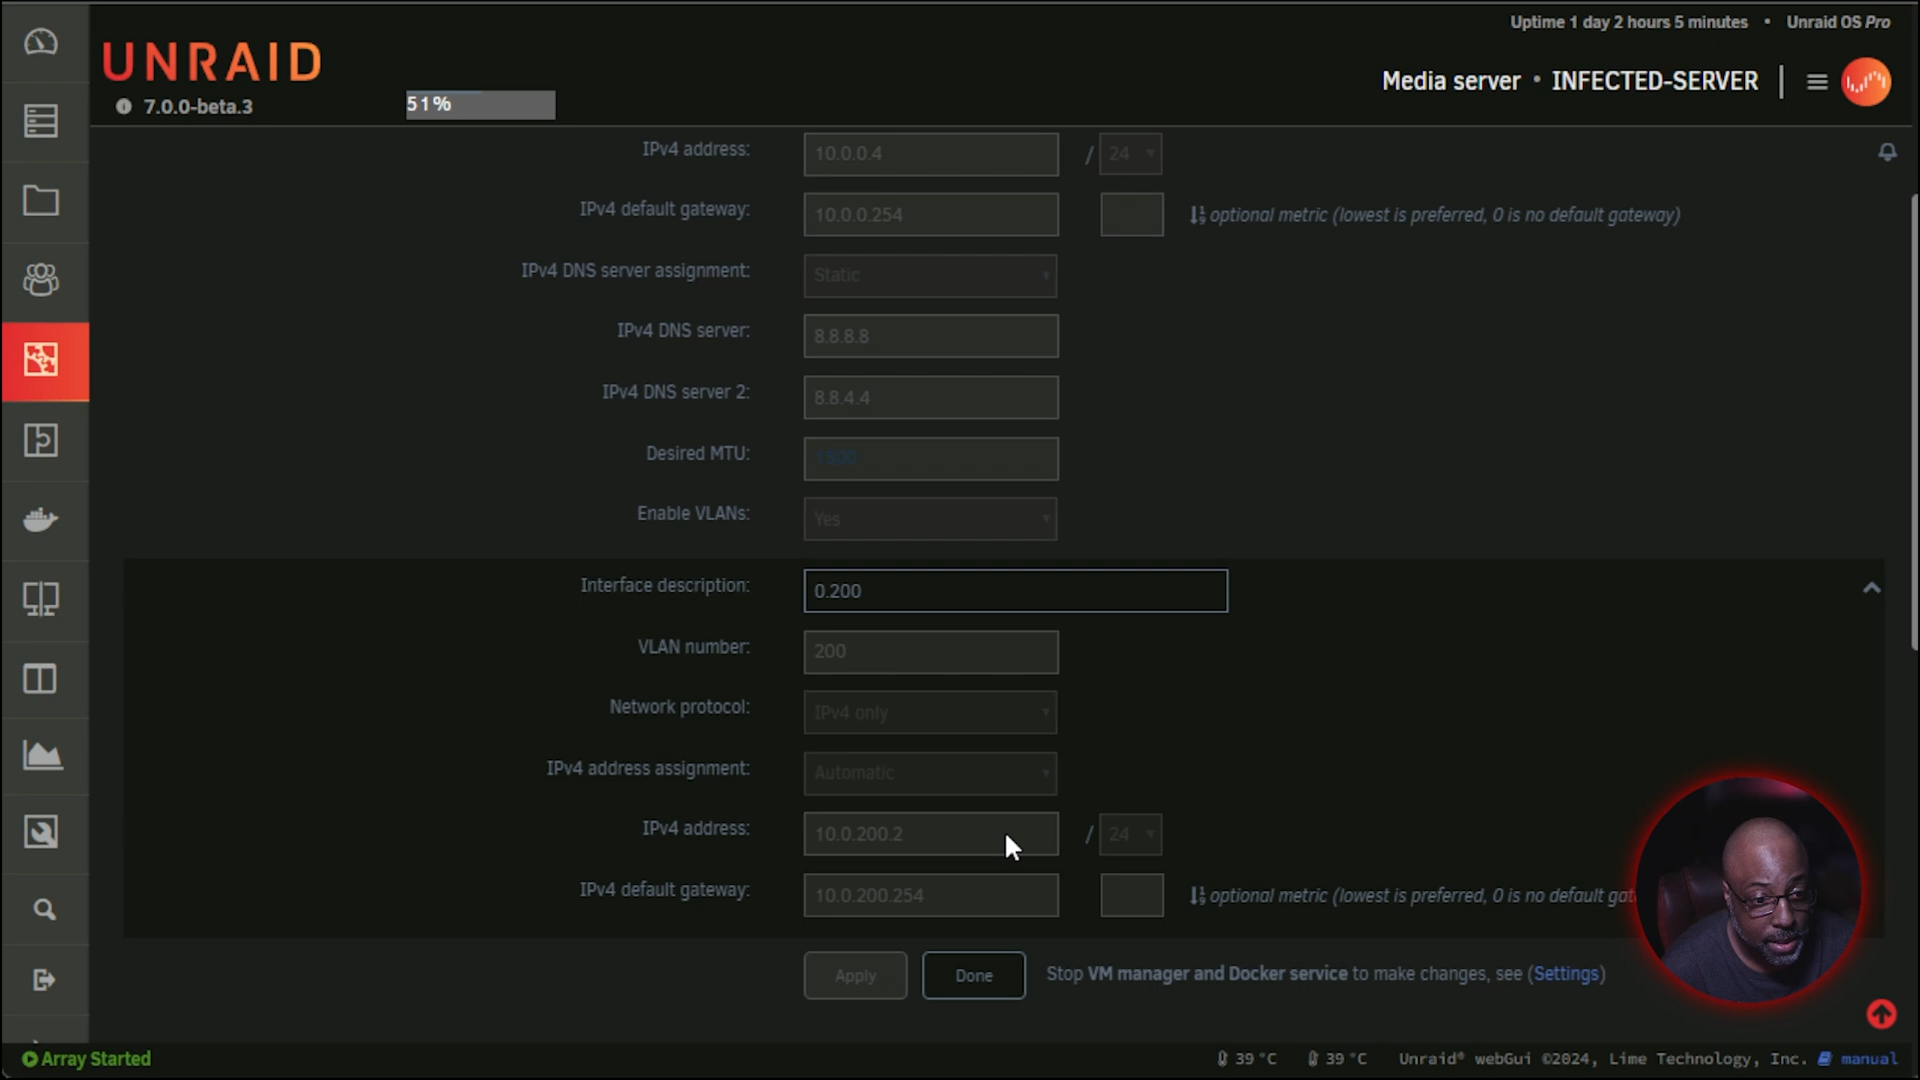 Uptime 1 day 2 hours 5 minutes • Unraid OS Pro
UNRAID
7.0.0-beta.3
51%
Media server • INFECTED-SERVER
IPv4 address: 10.0.0.4 / 24
IPv4 default gateway: 10.0.0.254 optional metric (lowest is preferred, 0 is no default gateway)
IPv4 DNS server assignment: Static
IPv4 DNS server: 8.8.8.8
IPv4 DNS server 2: 8.8.4.4
Desired MTU: 1500
Enable VLANs: Yes
Interface description: 0.200
VLAN number: 200
Network protocol: IPv4 only
IPv4 address assignment: Automatic
IPv4 address: 10.0.200.2 / 24
IPv4 default gateway: 10.0.200.254 optional metric (lowest is preferred, 0 is no default
Apply Done Stop VM manager and Docker service to make changes, see (Settings)
Array Started 39 °C 39 °C Unraid® webGui ©2024, Lime Technology, Inc. manual